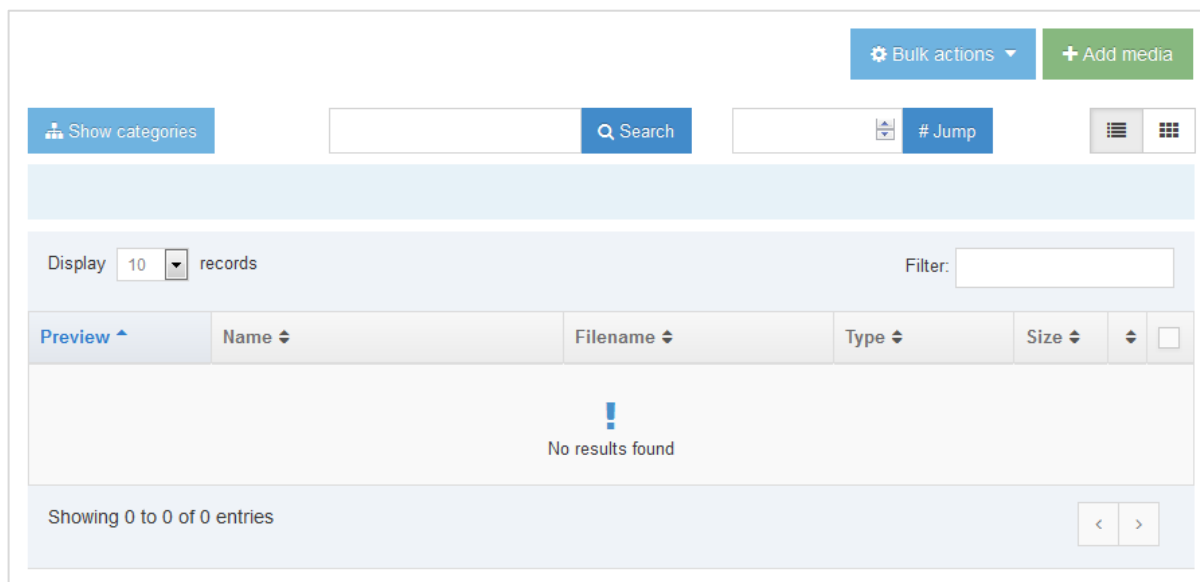 Bulk actions
+ Add media
Show categories
Search
# Jump
Display 10 records
Filter:
Preview Name Filename Type Size
!
No results found
Showing 0 to 0 of 0 entries
< >